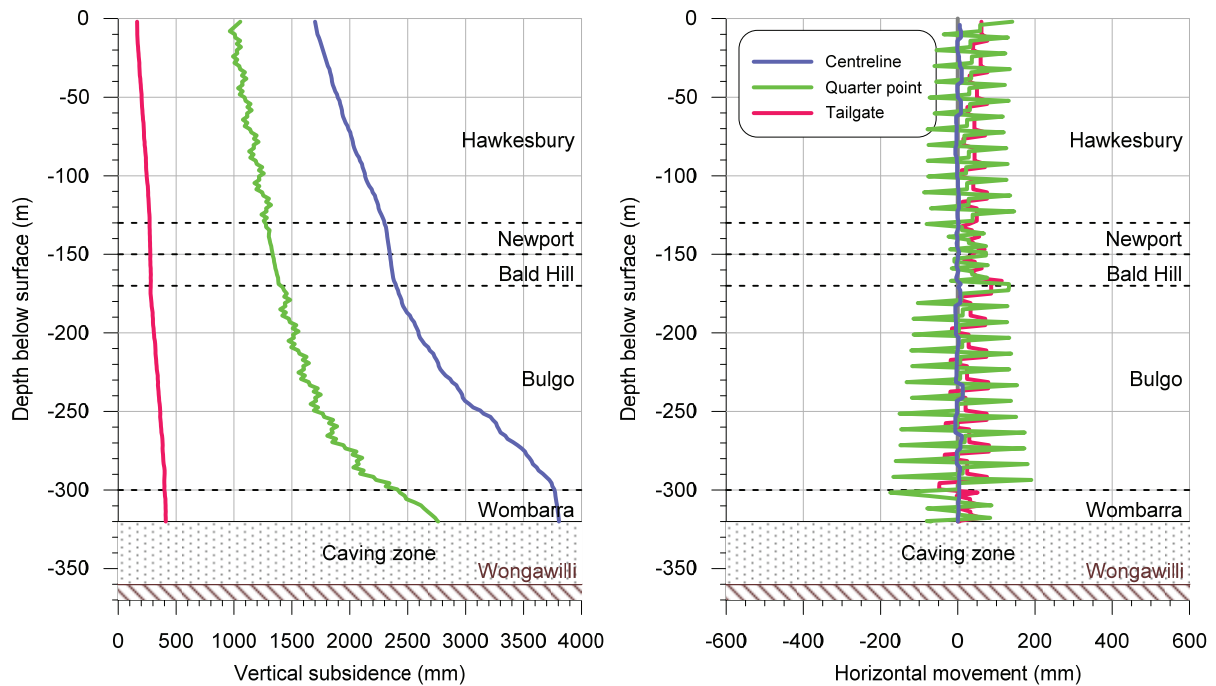 0
-50
-100
-150
-200
-250
-300
-350
Depth below surface (m)
Hawkesbury
Newport
Bald Hill
Bulgo
Wombarra
Caving zone
Wongawilli
0 500 1000 1500 2000 2500 3000 3500 4000
Vertical subsidence (mm)
0
-50
-100
-150
-200
-250
-300
-350
Depth below surface (m)
Centreline
Quarter point
Tailgate
Hawkesbury
Newport
Bald Hill
Bulgo
Wombarra
Caving zone
Wongawilli
-600 -400 -200 0 200 400 600
Horizontal movement (mm)